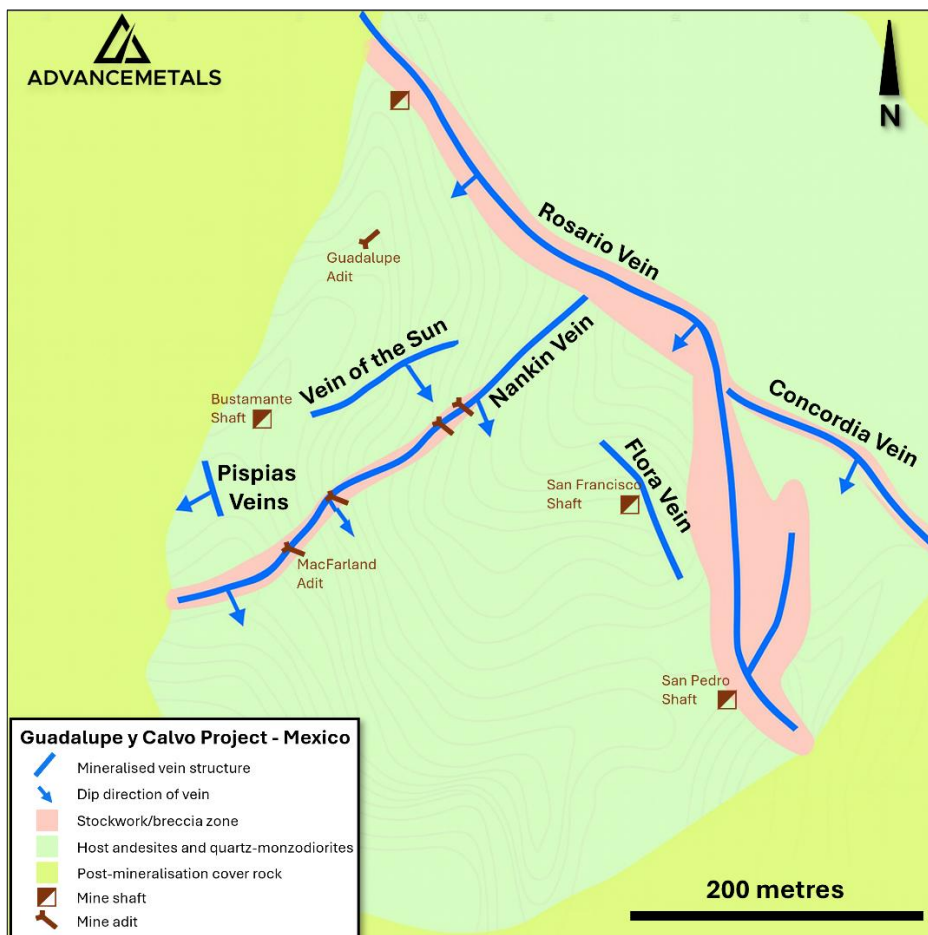 ADVANCEMETALS
N
Rosario Vein
Guadalupe
Adit
Vein of the Sun
Nankin Vein
Concordia Vein
Bustamante
Shaft
Flora Vein
Pispias
Veins
San Francisco
Shaft
MacFarland
Adit
San Pedro
Shaft
Guadalupe y Calvo Project - Mexico
Mineralised vein structure
Dip direction of vein
Stockwork/breccia zone
Host andesites and quartz-monzodiorites
Post-mineralisation cover rock
Mine shaft
Mine adit
200 metres